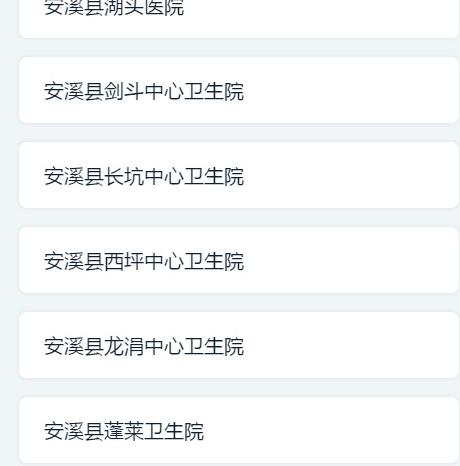 安溪县湖头医院
安溪县剑斗中心卫生院
安溪县长坑中心卫生院
安溪县西坪中心卫生院
安溪县龙涓中心卫生院
安溪县蓬莱卫生院